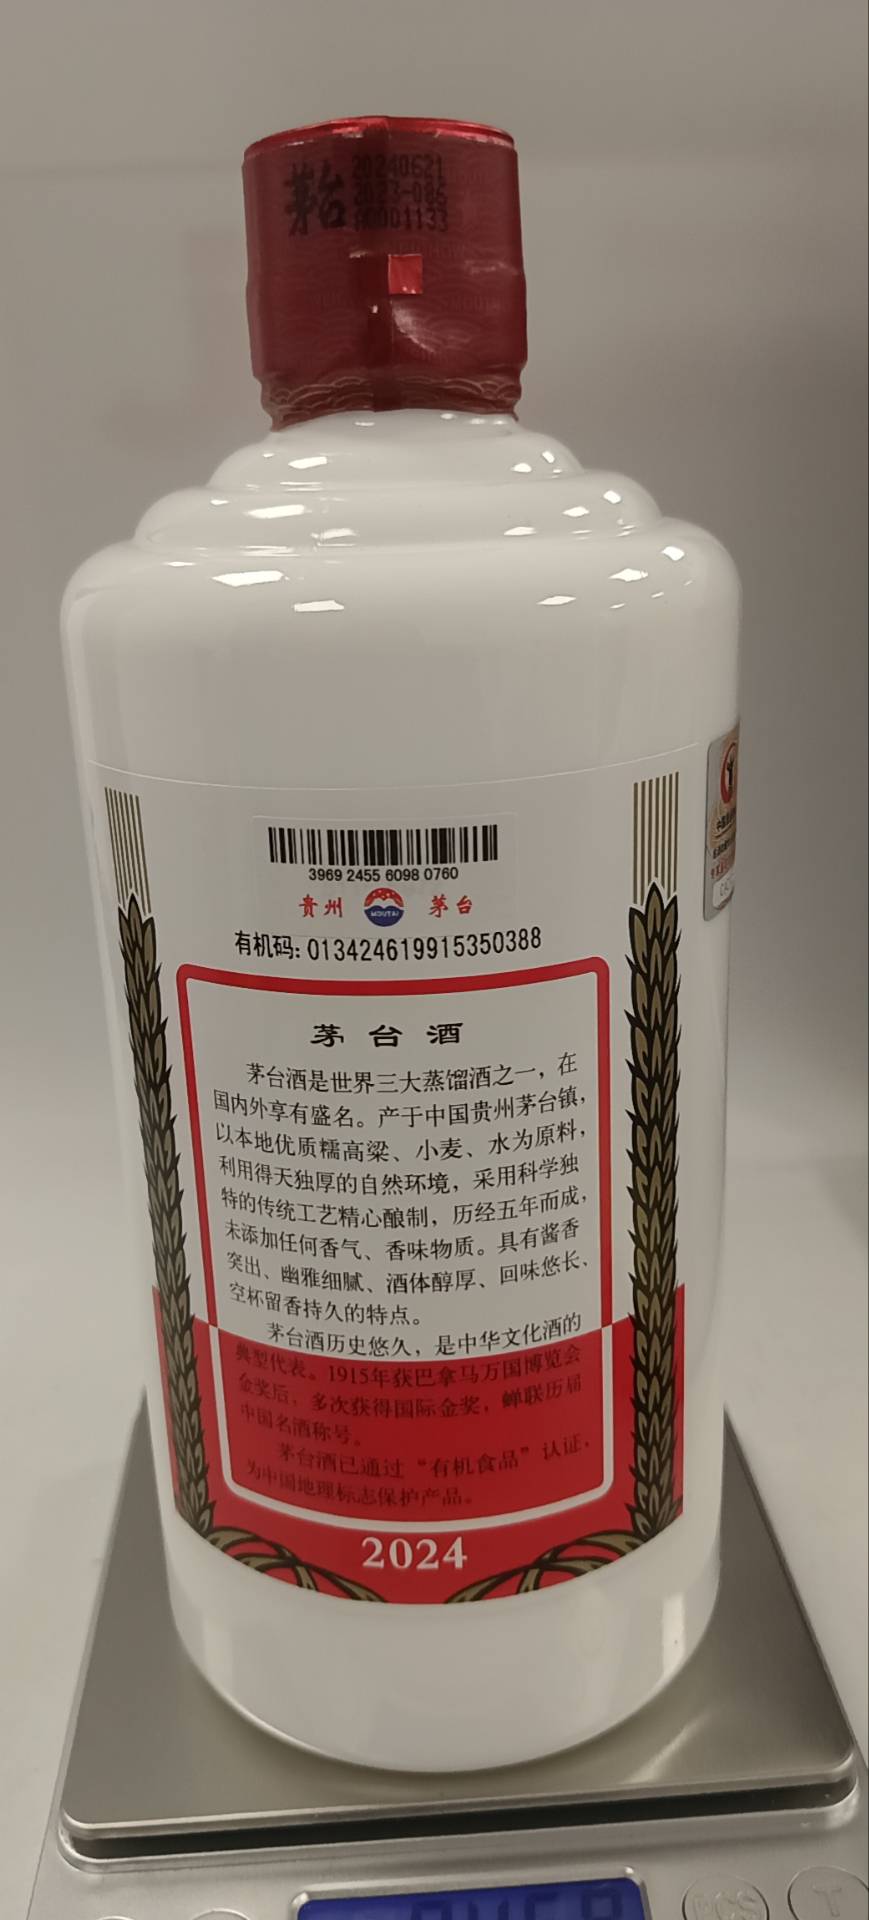 茅台
20240621
2023-086
A0001133
3969 2455 6098 0760
贵州
MOUTAI
茅台
有机码: 013424619915350388
茅台酒
茅台酒是世界三大蒸馏酒之一，在
国内外享有盛名。产于中国贵州茅台镇，
以本地优质糯高粱、小麦、水为原料，
利用得天独厚的自然环境，采用科学独
特的传统工艺精心酿制，历经五年而成，
未添加任何香气、香味物质。具有酱香
突出、幽雅细腻、酒体醇厚、回味悠长、
空杯留香持久的特点。
茅台酒历史悠久，是中华文化酒的
典型代表。1915年获巴拿马万国博览会
金奖后，多次获得国际金奖，蝉联历届
中国名酒称号。
茅台酒已通过“有机食品”认证，
为中国地理标志保护产品。
2024
PCS
T